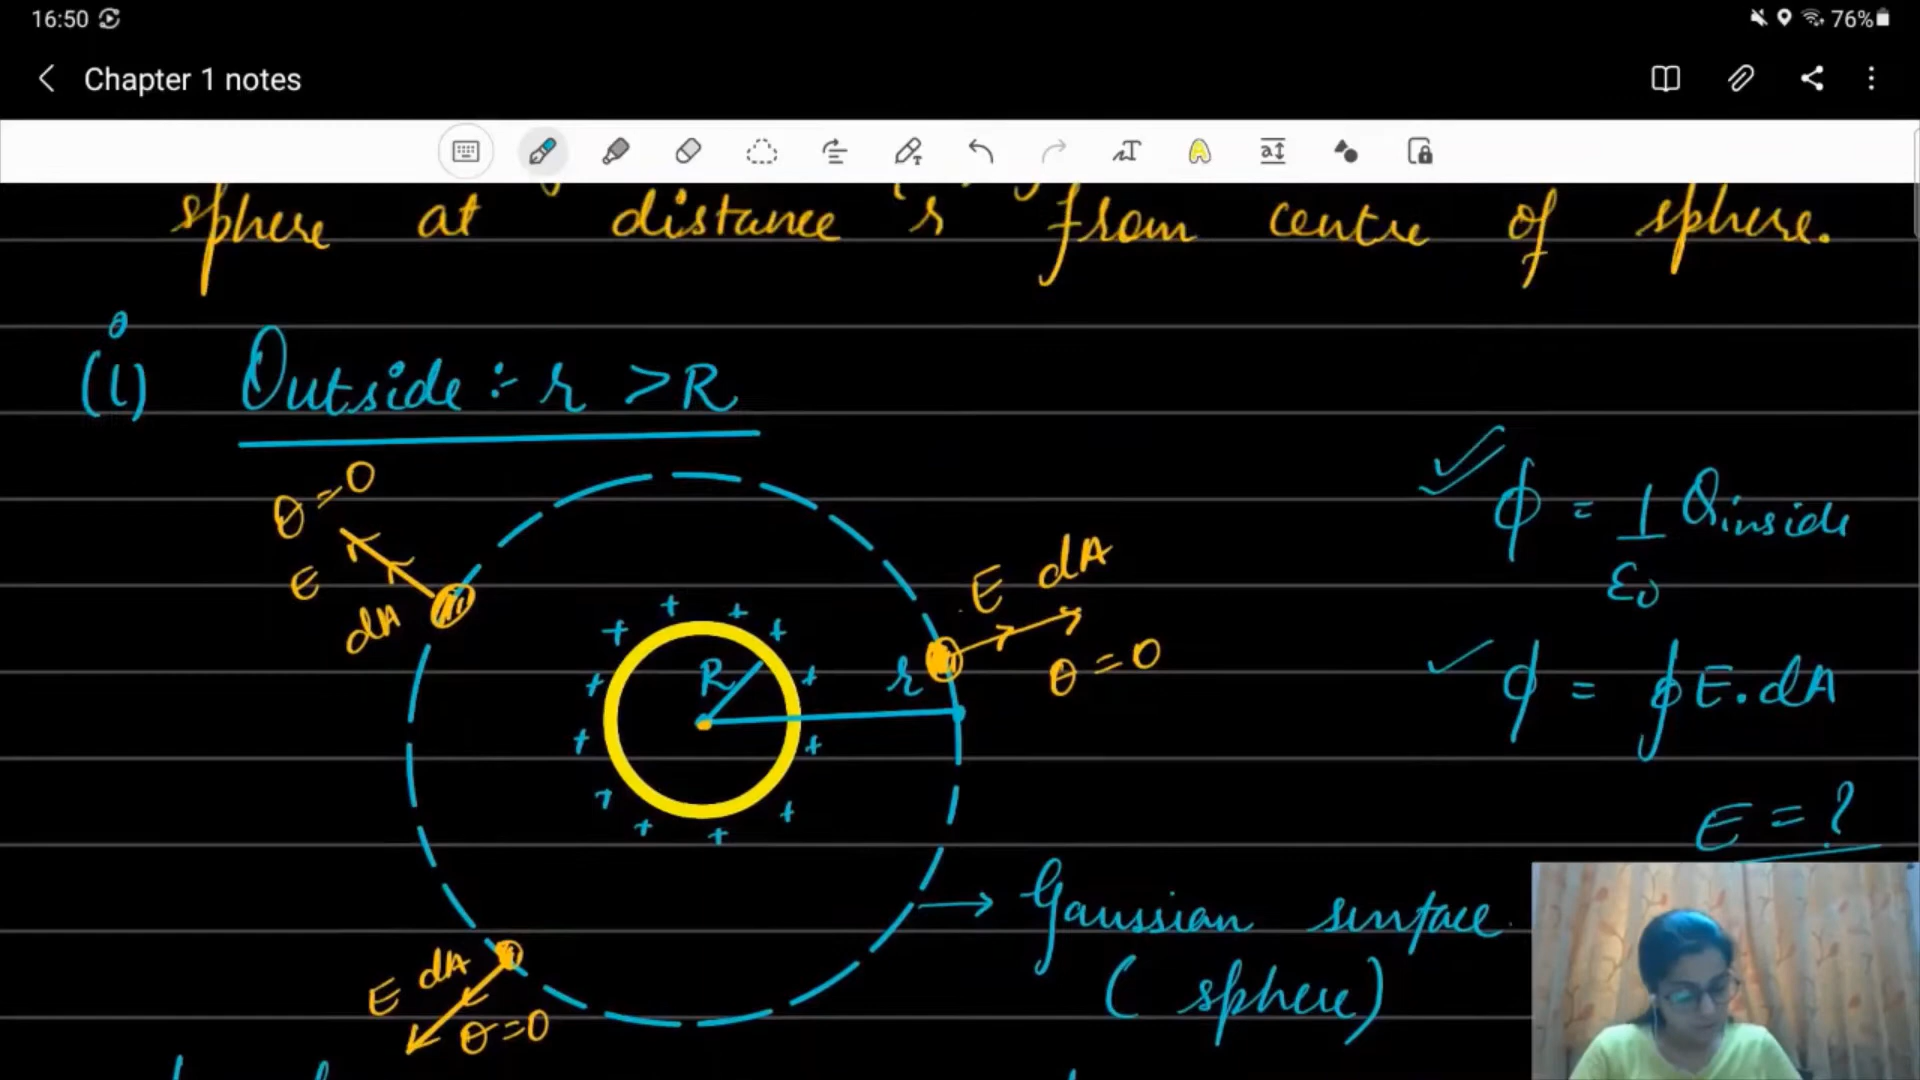 16:50
76%
Chapter 1 notes
sphere at distance 'r' from centre of sphere.
(i) Outside :- r > R
θ = 0
E
dA
φ = 1/ε₀ Qinside
E dA
θ = 0
R
r
φ = ∮E.dA
E = ?
Gaussian surface
(sphere)
E dA
θ = 0